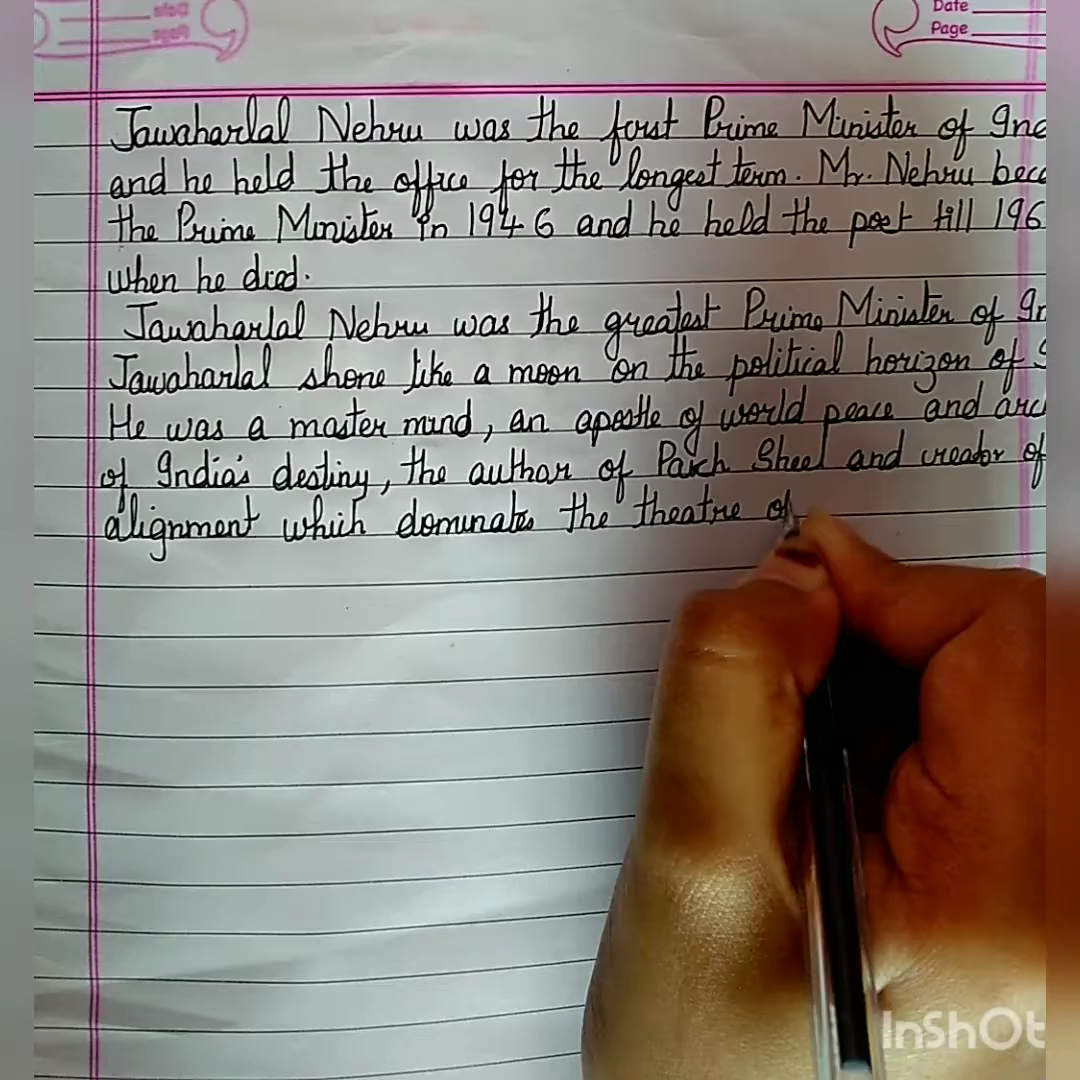 Date
Page
Jawaharlal Nehru was the first Prime Minister of
and he held the office for the longest term. Mr. Nehru
the Prime Minister in 1946 and he held the post till 196
when he died.
Jawaharlal Nehru was the greatest Prime Minister of
Jawaharlal shone like a moon on the political horizon of
He was a master mind, an apostle of world peace and
of India's destiny, the author of Panch Sheel and creator of
alignment which dominates the theatre of
InShOt